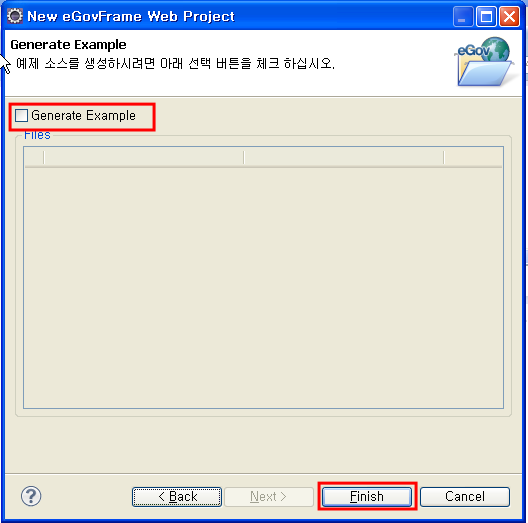 New eGovFrame Web Project
Generate Example
예제 소스를 생성하시려면 아래 선택 버튼을 체크 하십시오.
eGov
Generate Example
Files
?
< Back
Next >
Finish
Cancel